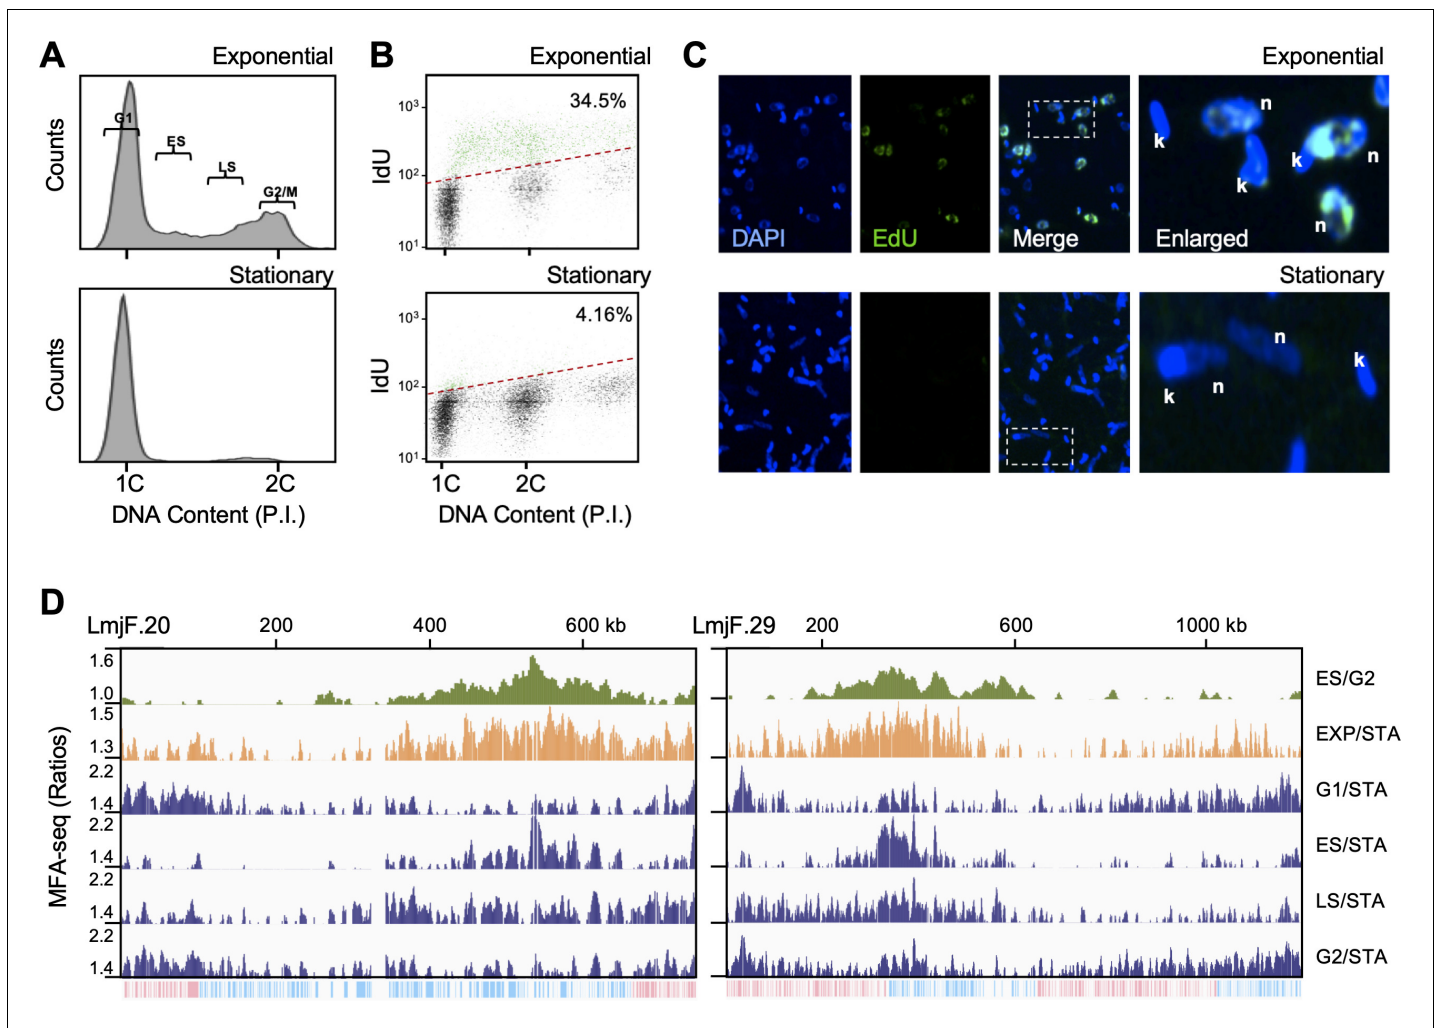 A
Exponential
Counts
G1
ES
LS
G2/M
Stationary
Counts
1C
2C
DNA Content (P.I.)
B
Exponential
IdU
10³
10²
10¹
34.5%
Stationary
IdU
10³
10²
10¹
4.16%
1C
2C
DNA Content (P.I.)
C
Exponential
DAPI
EdU
Merge
Enlarged
k
n
k
k
n
n
Stationary
n
k
n
k
D
LmjF.20
200
400
600 kb
LmjF.29
200
600
1000 kb
MFA-seq (Ratios)
1.6
1.0
ES/G2
1.5
1.3
EXP/STA
2.2
1.4
G1/STA
2.2
1.4
ES/STA
2.2
1.4
LS/STA
2.2
1.4
G2/STA